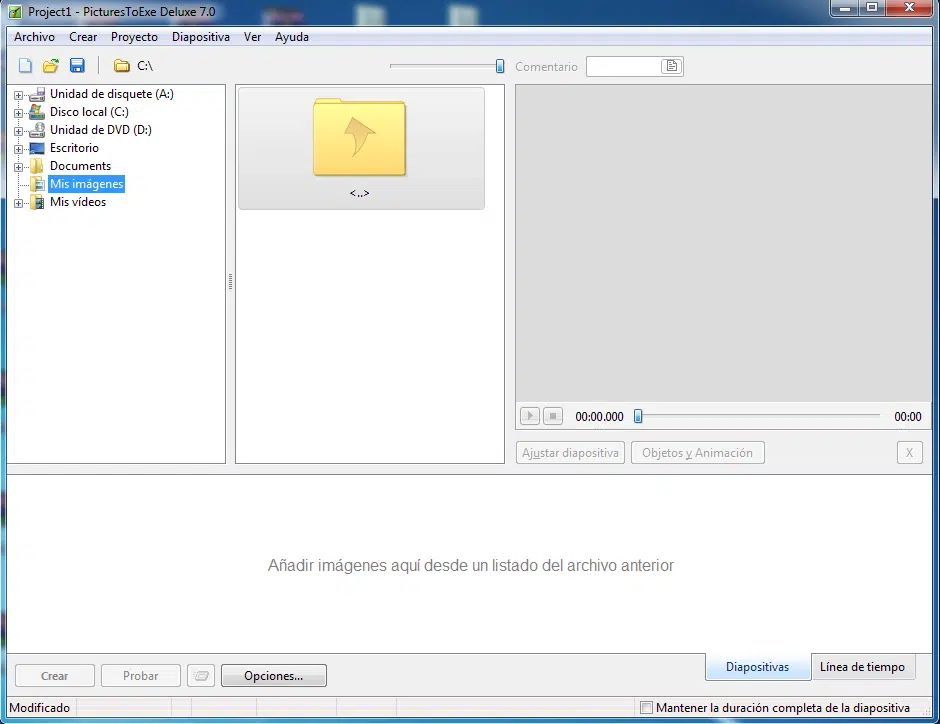 Project1 - PicturesToExe Deluxe 7.0
Archivo Crear Proyecto Diapositiva Ver Ayuda
C:\
Comentario
Unidad de disquete (A:)
Disco local (C:)
Unidad de DVD (D:)
Escritorio
Documents
Mis imágenes
Mis vídeos
<..>
00:00.000 00:00
Ajustar diapositiva Objetos y Animación X
Añadir imágenes aquí desde un listado del archivo anterior
Crear Probar Opciones... Diapositivas Línea de tiempo
Modificado Mantener la duración completa de la diapositiva